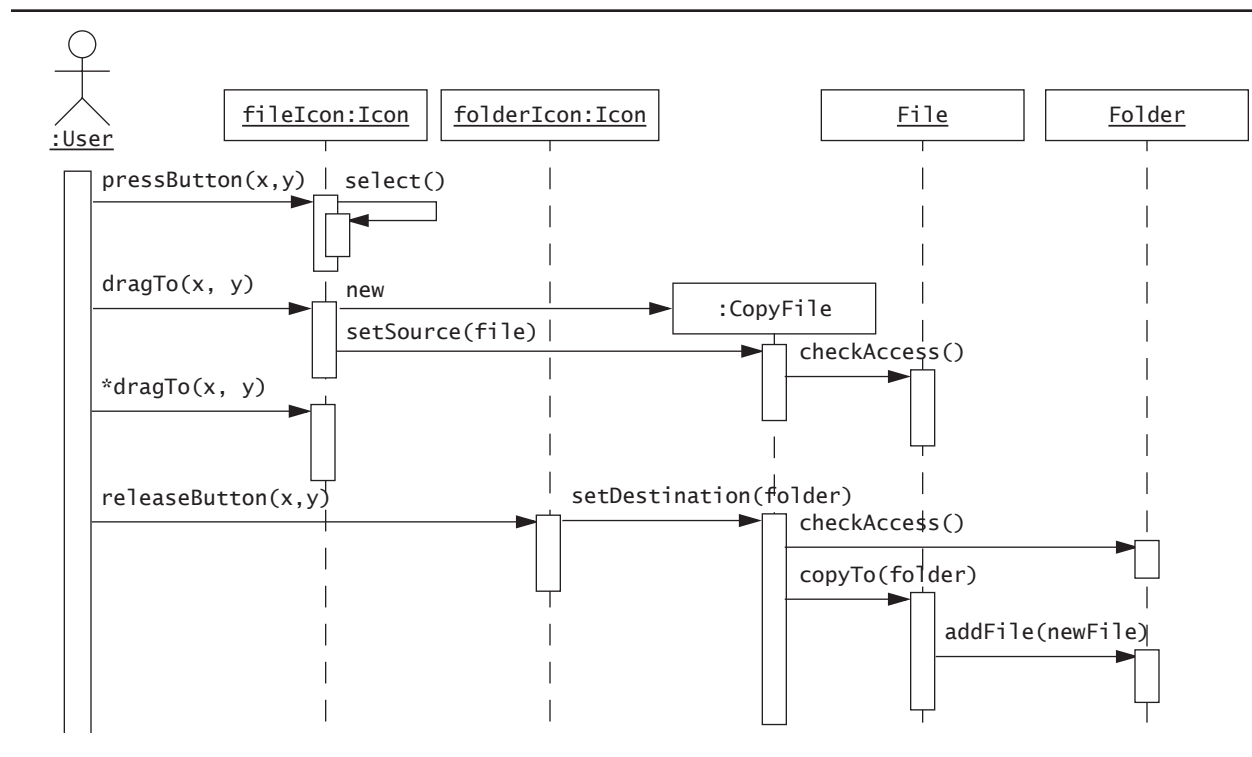 :User
fileIcon:Icon
folderIcon:Icon
File
Folder
pressButton(x,y)
select()
dragTo(x, y)
new
:CopyFile
setSource(file)
checkAccess()
*dragTo(x, y)
releaseButton(x,y)
setDestination(folder)
checkAccess()
copyTo(folder)
addFile(newFile)